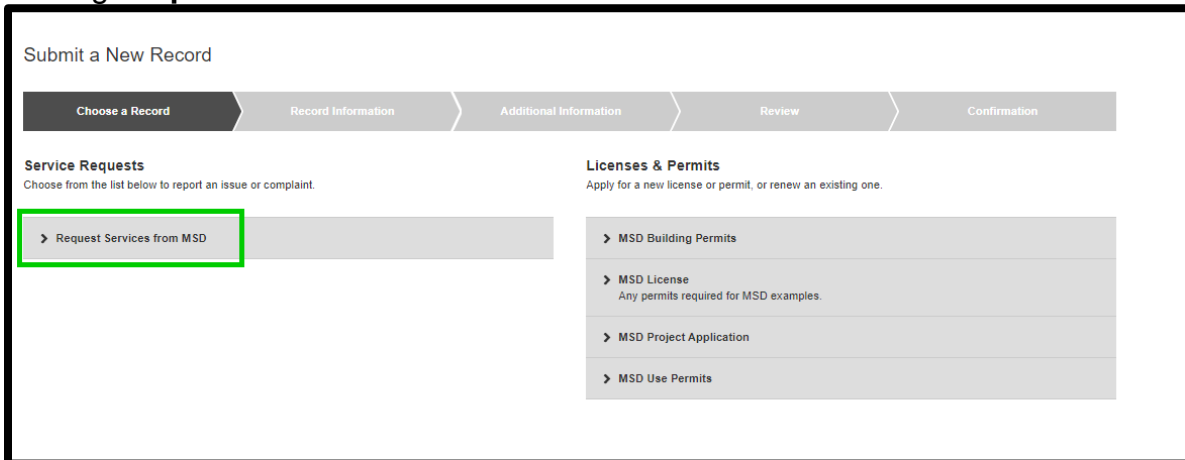 Submit a New Record
Choose a Record
Record Information
Additional Information
Review
Confirmation
Service Requests
Choose from the list below to report an issue or complaint.
Request Services from MSD
Licenses & Permits
Apply for a new license or permit, or renew an existing one.
MSD Building Permits
MSD License
Any permits required for MSD examples.
MSD Project Application
MSD Use Permits